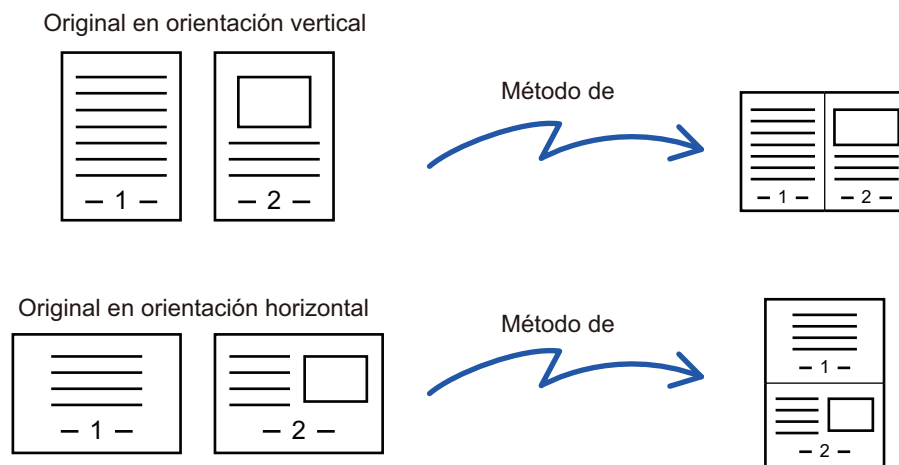 Original en orientación vertical
Método de
– 1 –
– 2 –
– 1 –
– 2 –
Original en orientación horizontal
Método de
– 1 –
– 1 –
– 2 –
– 2 –